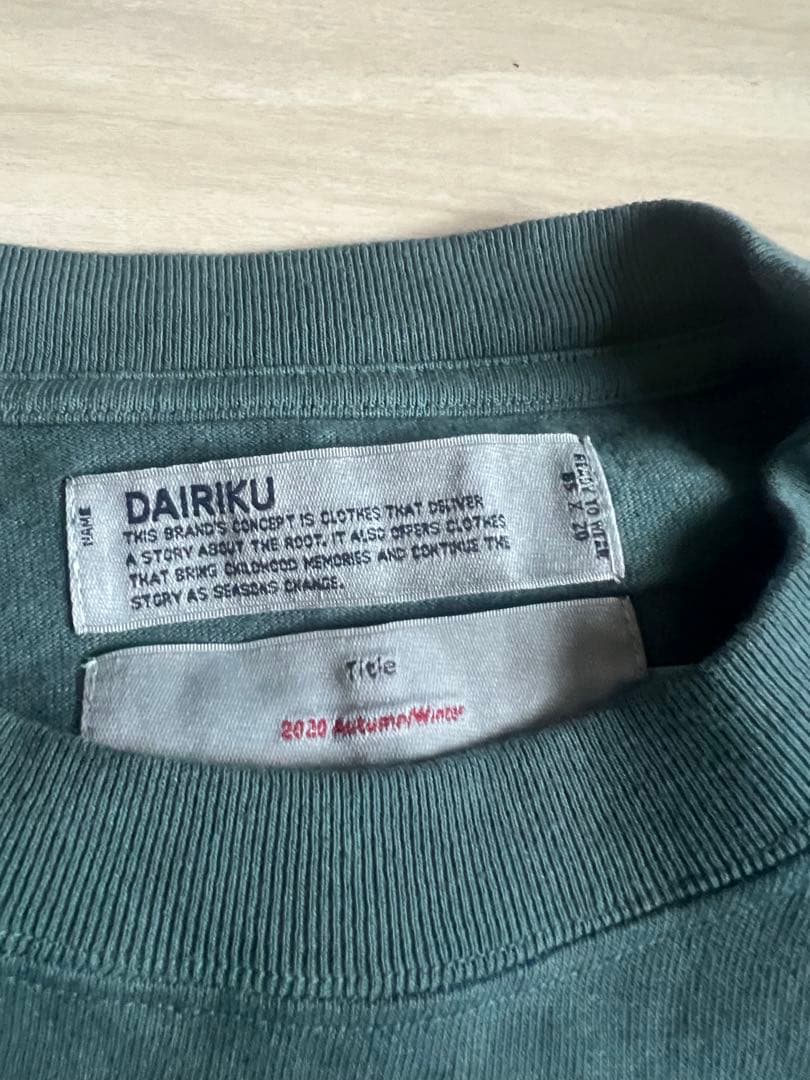 NAME
DAIRIKU
THIS BRAND'S CONCEPT IS CLOTHES THAT DELIVER
A STORY ABOUT THE ROOT. IT ALSO OFFERS CLOTHES
THAT BRING CHILDHOOD MEMORIES AND CONTINUE THE
STORY AS SEASONS CHANGE.
READY TO WEAR
Title
2020 Autumn/Winter